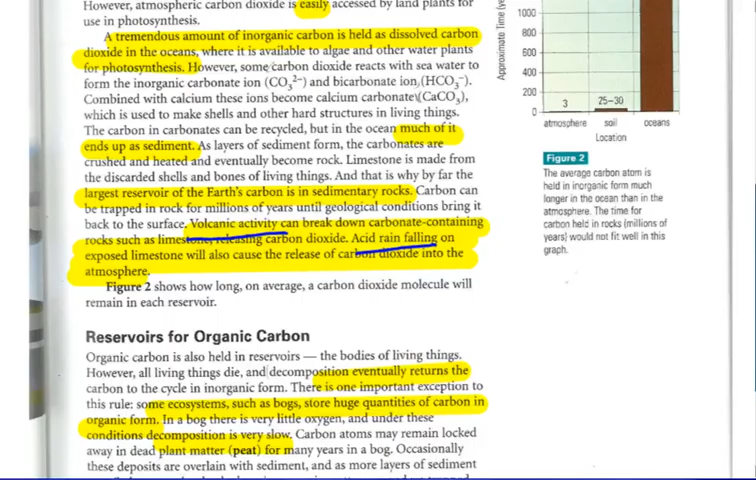 However, atmospheric carbon dioxide is easily accessed by land plants for
use in photosynthesis.
A tremendous amount of inorganic carbon is held as dissolved carbon
dioxide in the oceans, where it is available to algae and other water plants
for photosynthesis. However, some carbon dioxide reacts with sea water to
form the inorganic carbonate ion (CO₃²⁻) and bicarbonate ion (HCO₃⁻).
Combined with calcium these ions become calcium carbonate (CaCO₃),
which is used to make shells and other hard structures in living things.
The carbon in carbonates can be recycled, but in the ocean much of it
ends up as sediment. As layers of sediment form, the carbonates are
crushed and heated and eventually become rock. Limestone is made from
the discarded shells and bones of living things. And that is why by far the
largest reservoir of the Earth's carbon is in sedimentary rocks. Carbon can
be trapped in rock for millions of years until geological conditions bring it
back to the surface. Volcanic activity can break down carbonate-containing
rocks such as limestone, releasing carbon dioxide. Acid rain falling on
exposed limestone will also cause the release of carbon dioxide into the
atmosphere.
Figure 2 shows how long, on average, a carbon dioxide molecule will
remain in each reservoir.
Reservoirs for Organic Carbon
Organic carbon is also held in reservoirs — the bodies of living things.
However, all living things die, and decomposition eventually returns the
carbon to the cycle in inorganic form. There is one important exception to
this rule: some ecosystems, such as bogs, store huge quantities of carbon in
organic form. In a bog there is very little oxygen, and under these
conditions decomposition is very slow. Carbon atoms may remain locked
away in dead plant matter (peat) for many years in a bog. Occasionally
these deposits are overlain with sediment, and as more layers of sediment
Approximate Time
1000
800
600
400
200
0
3
25–30
atmosphere
soil
oceans
Location
Figure 2
The average carbon atom is
held in inorganic form much
longer in the ocean than in the
atmosphere. The time for
carbon held in rocks (millions of
years) would not fit well in this
graph.